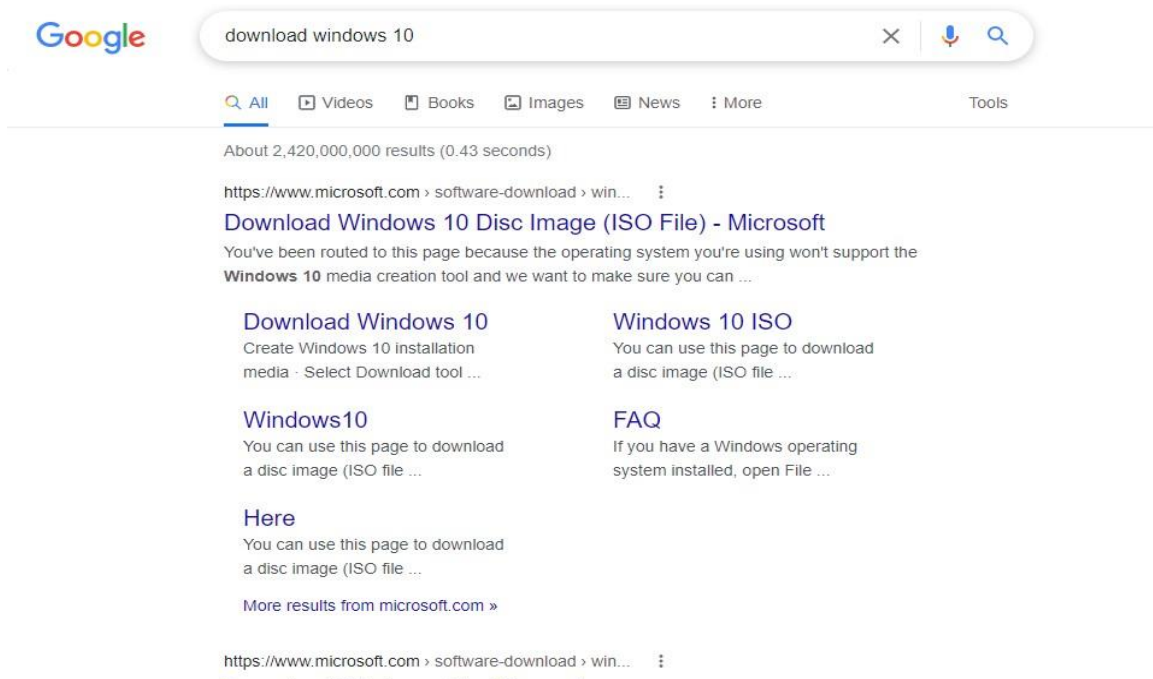 Google
download windows 10
All Videos Books Images News More Tools
About 2,420,000,000 results (0.43 seconds)
https://www.microsoft.com › software-download › win...
Download Windows 10 Disc Image (ISO File) - Microsoft
You've been routed to this page because the operating system you're using won't support the
Windows 10 media creation tool and we want to make sure you can ...
Download Windows 10
Create Windows 10 installation
media · Select Download tool ...
Windows 10 ISO
You can use this page to download
a disc image (ISO file ...
Windows10
You can use this page to download
a disc image (ISO file ...
FAQ
If you have a Windows operating
system installed, open File ...
Here
You can use this page to download
a disc image (ISO file ...
More results from microsoft.com »
https://www.microsoft.com › software-download › win...